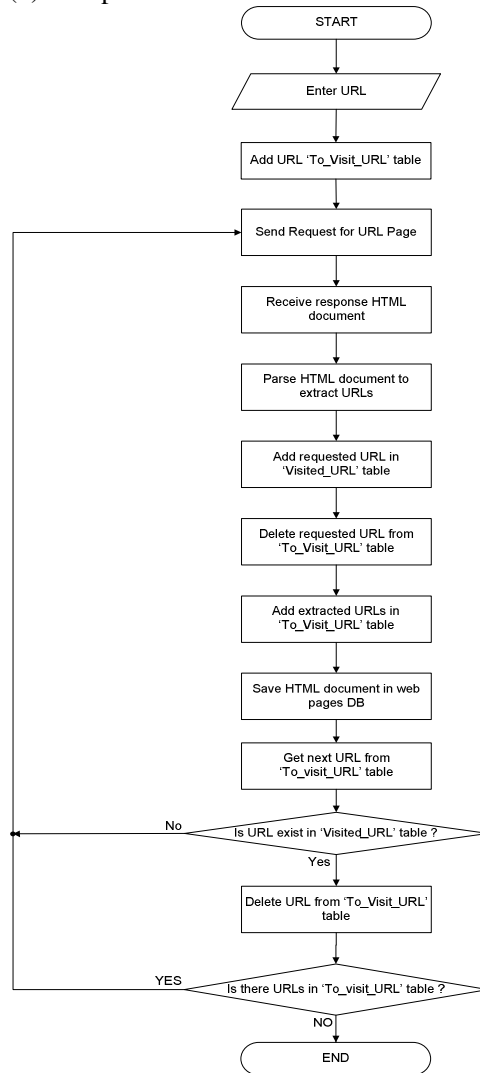 START
Enter URL
Add URL ‘To_Visit_URL’ table
Send Request for URL Page
Receive response HTML
document
Parse HTML document to
extract URLs
Add requested URL in
‘Visited_URL’ table
Delete requested URL from
‘To_Visit_URL’ table
Add extracted URLs in
‘To_Visit_URL’ table
Save HTML document in web
pages DB
Get next URL from
‘To_visit_URL’ table
No
Is URL exist in ‘Visited_URL’ table ?
Yes
Delete URL from ‘To_Visit_URL’
table
YES
Is there URLs in ‘To_visit_URL’ table ?
NO
END